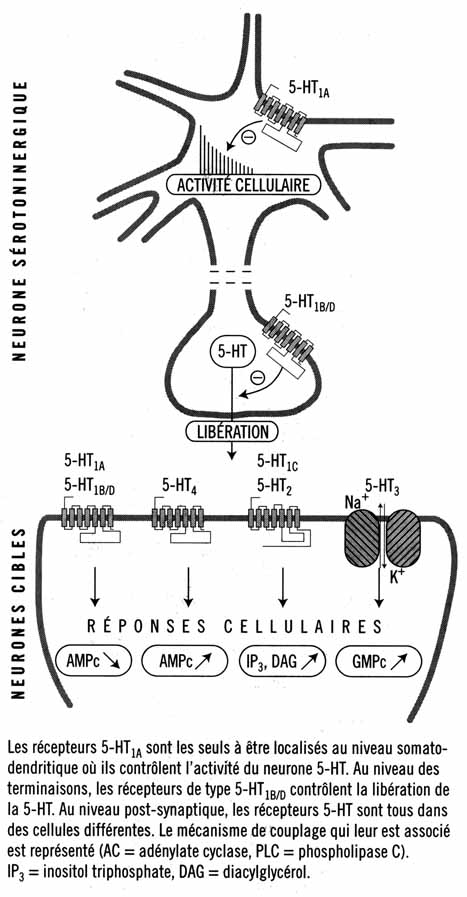 NEURONE SÉROTONINERGIQUE
5-HT1A
⊖
ACTIVITÉ CELLULAIRE
5-HT1B/D
5-HT
⊖
LIBÉRATION
NEURONES CIBLES
5-HT1A
5-HT1B/D
5-HT4
5-HT1C
5-HT2
5-HT3
Na+
K+
RÉPONSES CELLULAIRES
AMPc ↘
AMPc ↗
IP3, DAG ↗
GMPc ↗
Les récepteurs 5-HT1A sont les seuls à être localisés au niveau somato-
dendritique où ils contrôlent l'activité du neurone 5-HT. Au niveau des
terminaisons, les récepteurs de type 5-HT1B/D contrôlent la libération de
la 5-HT. Au niveau post-synaptique, les récepteurs 5-HT sont tous dans
des cellules différentes. Le mécanisme de couplage qui leur est associé
est représenté (AC = adénylate cyclase, PLC = phospholipase C).
IP3 = inositol triphosphate, DAG = diacylglycérol.